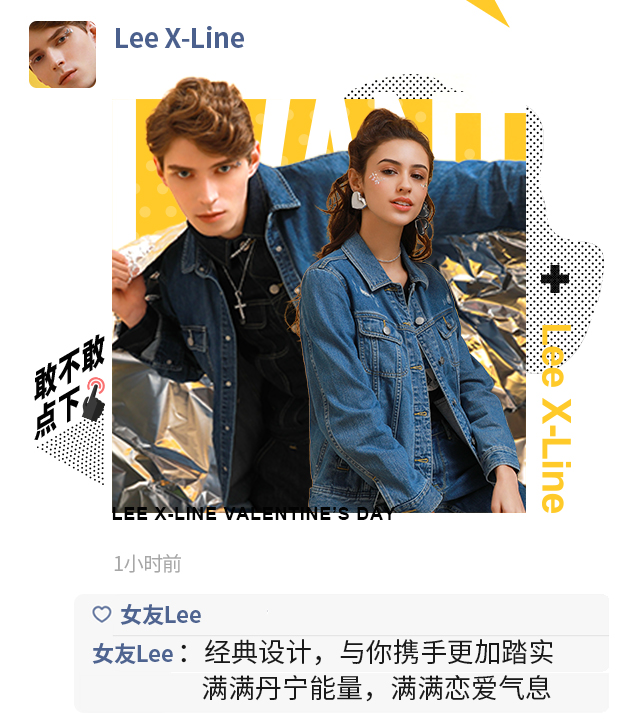 Lee X-Line
WANT
敢不敢
点下
Lee X-Line
LEE X-LINE VALENTINE'S DAY
1小时前
女友Lee
女友Lee：经典设计，与你携手更加踏实
满满丹宁能量，满满恋爱气息